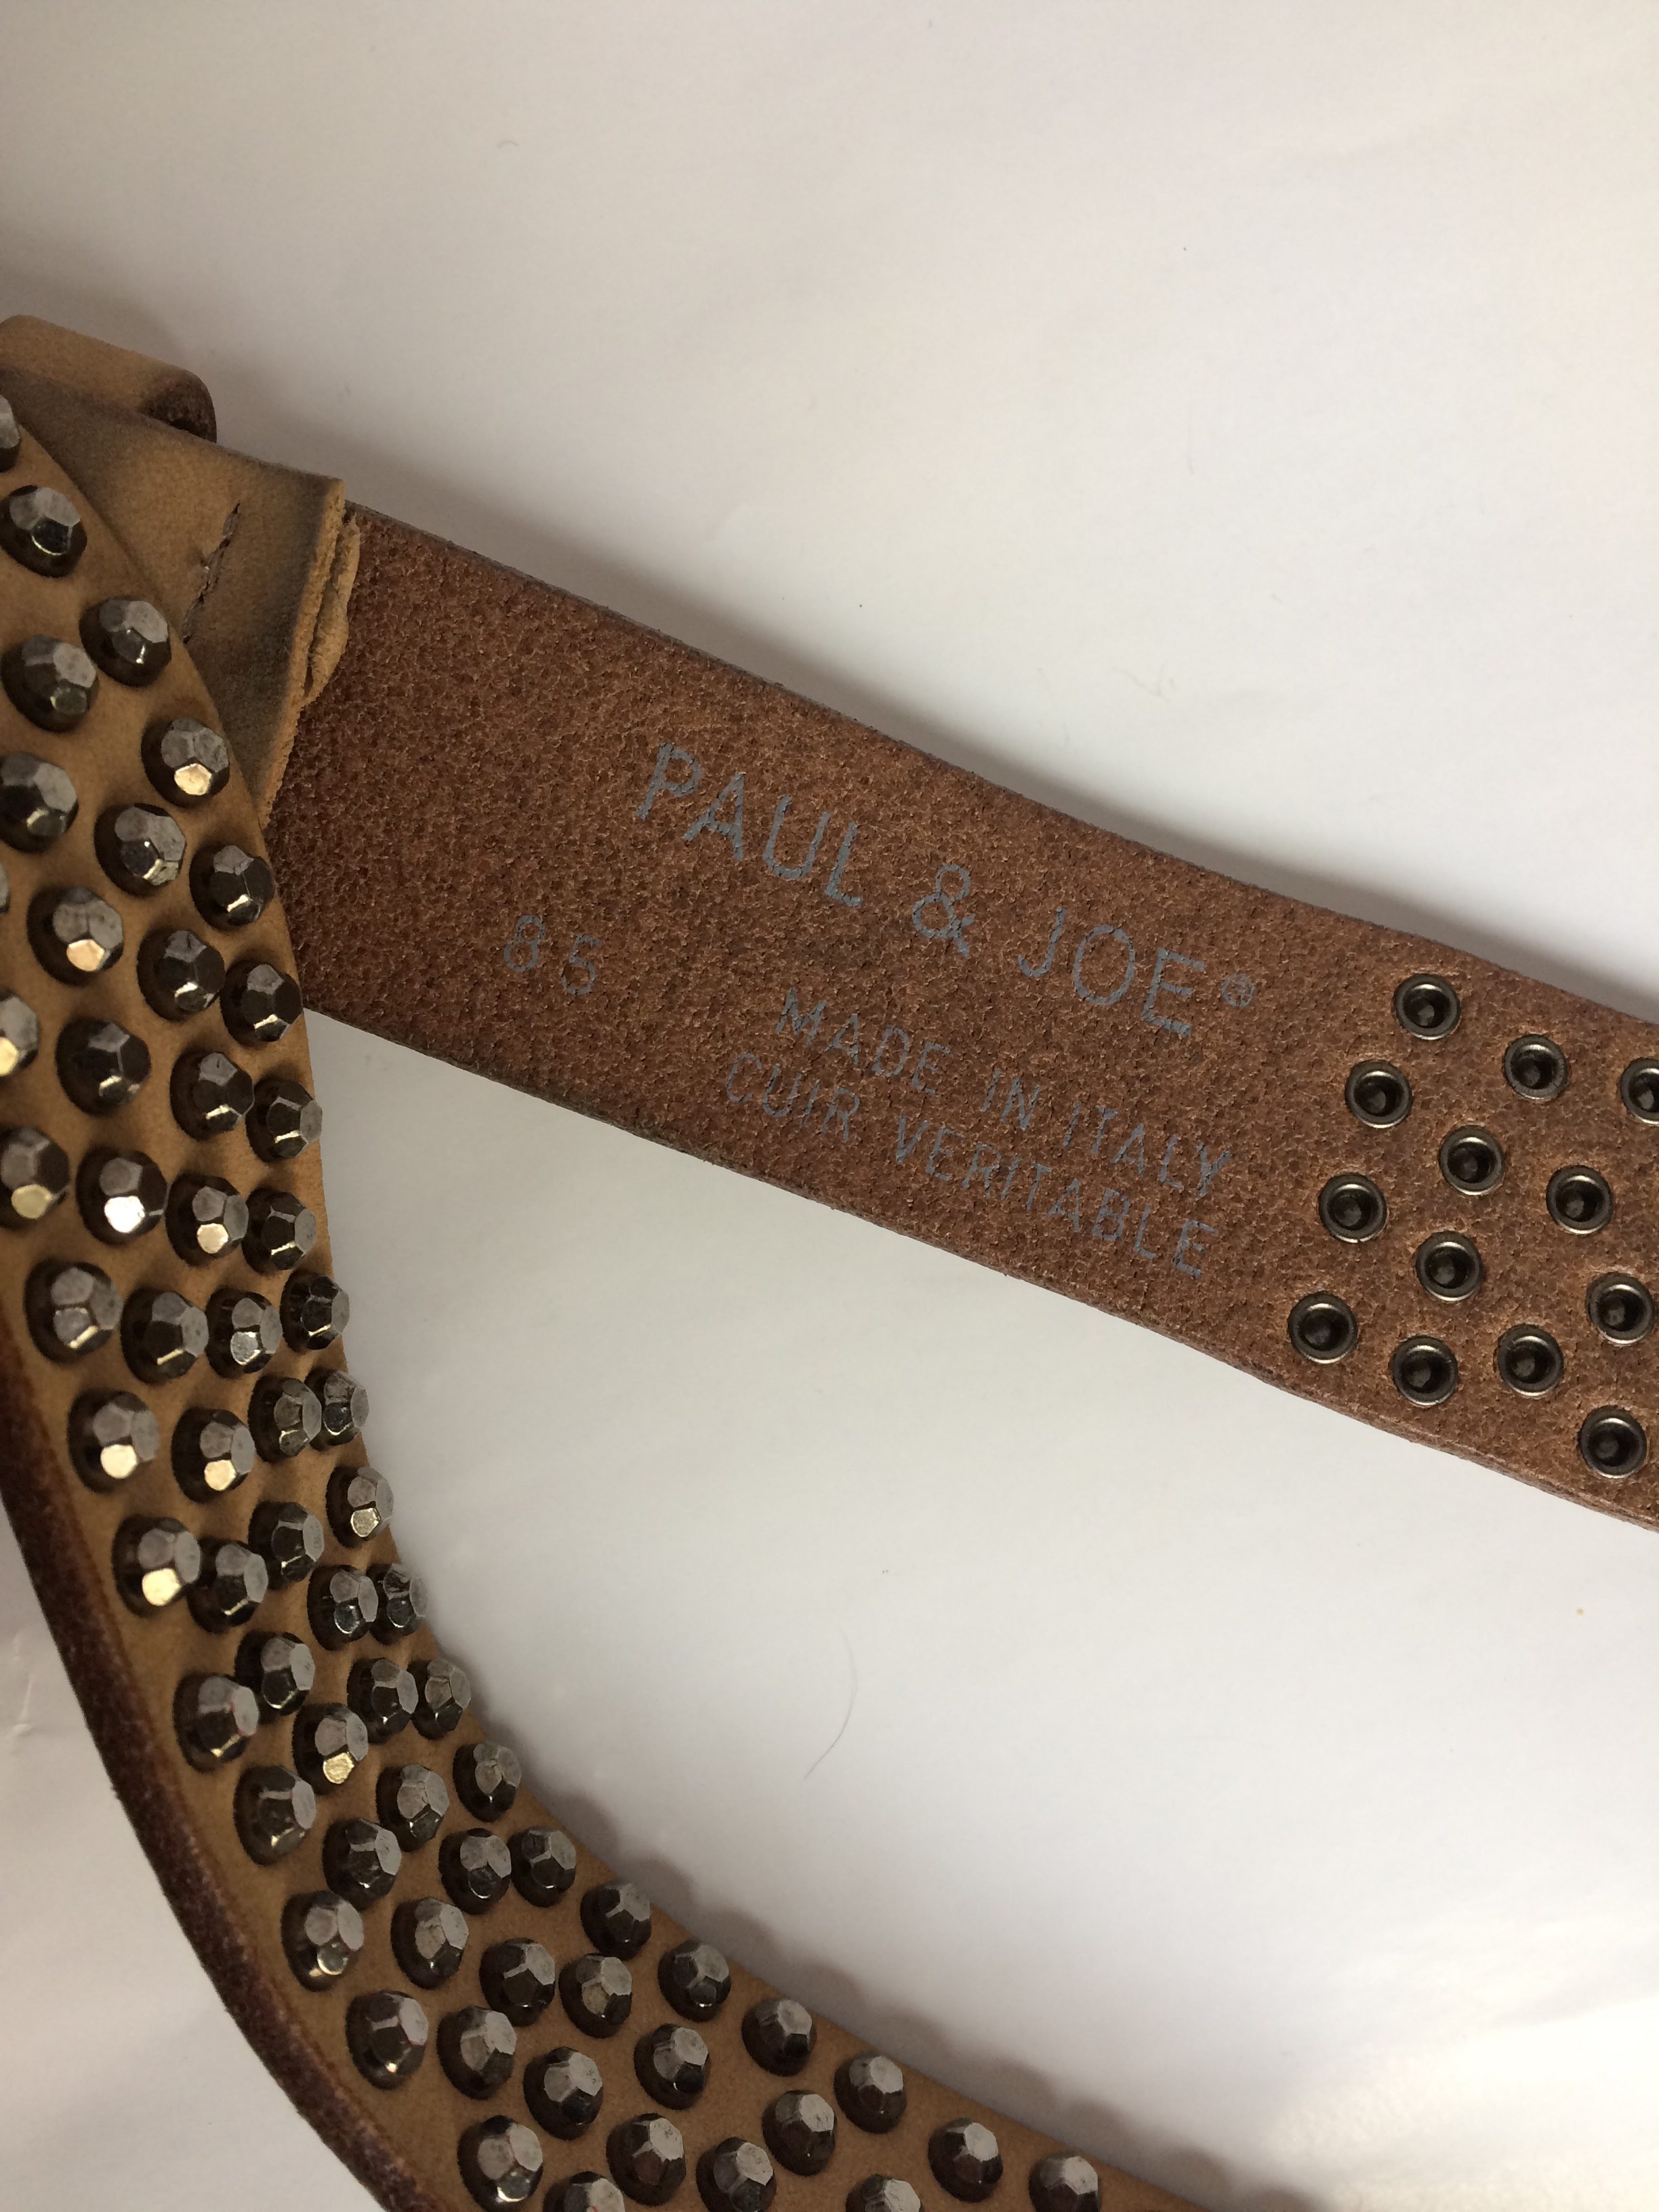 PAUL & JOE®
85
MADE IN ITALY
CUIR VERITABLE